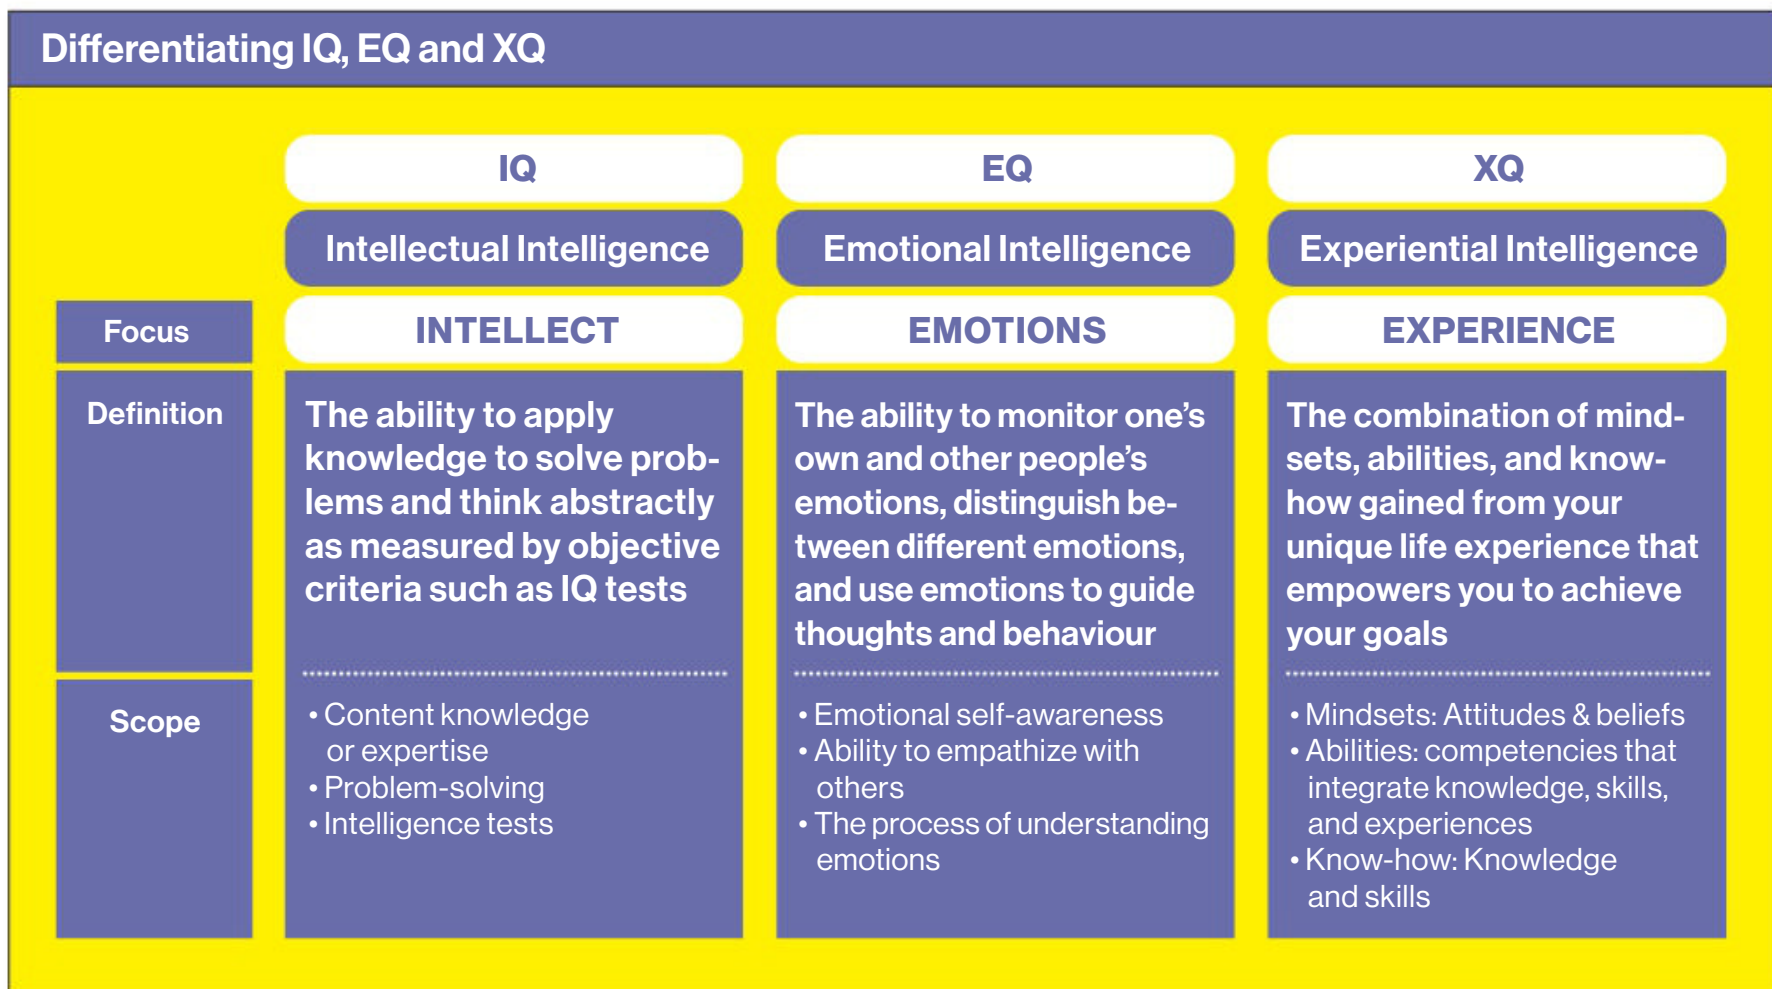 Differentiating IQ, EQ and XQ
IQ
EQ
XQ
Intellectual Intelligence
Emotional Intelligence
Experiential Intelligence
Focus
INTELLECT
EMOTIONS
EXPERIENCE
Definition
The ability to apply
knowledge to solve prob-
lems and think abstractly
as measured by objective
criteria such as IQ tests
The ability to monitor one’s
own and other people’s
emotions, distinguish be-
tween different emotions,
and use emotions to guide
thoughts and behaviour
The combination of mind-
sets, abilities, and know-
how gained from your
unique life experience that
empowers you to achieve
your goals
Scope
• Content knowledge
or expertise
• Problem-solving
• Intelligence tests
• Emotional self-awareness
• Ability to empathize with
others
• The process of understanding
emotions
• Mindsets: Attitudes & beliefs
• Abilities: competencies that
integrate knowledge, skills,
and experiences
• Know-how: Knowledge
and skills